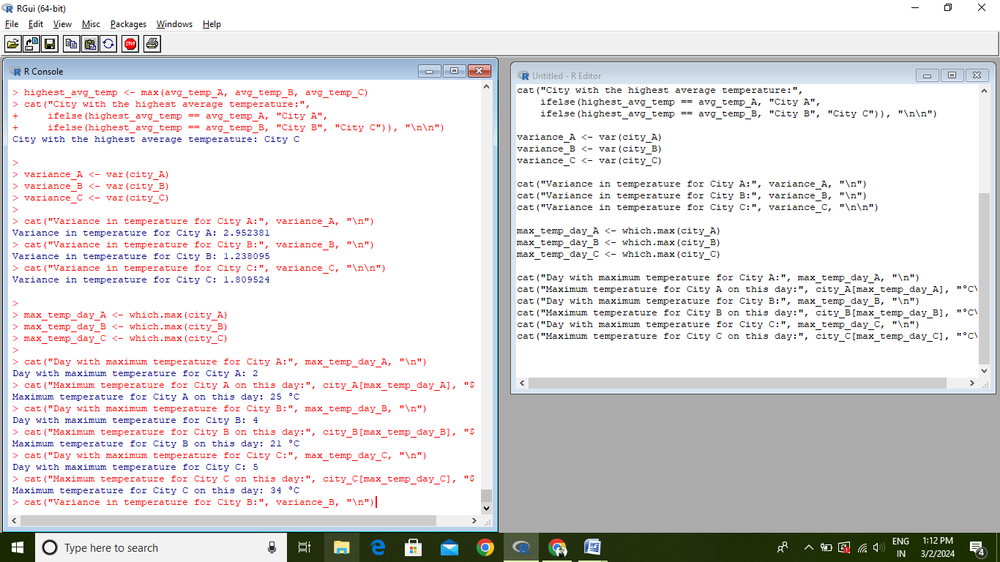 RGui (64-bit)
File Edit View Misc Packages Windows Help
STOP
R Console
> highest_avg_temp <- max(avg_temp_A, avg_temp_B, avg_temp_C)
> cat("City with the highest average temperature:",
+     ifelse(highest_avg_temp == avg_temp_A, "City A",
+     ifelse(highest_avg_temp == avg_temp_B, "City B", "City C")), "\n\n")
City with the highest average temperature: City C
>
> variance_A <- var(city_A)
> variance_B <- var(city_B)
> variance_C <- var(city_C)
>
> cat("Variance in temperature for City A:", variance_A, "\n")
Variance in temperature for City A: 2.952381
> cat("Variance in temperature for City B:", variance_B, "\n")
Variance in temperature for City B: 1.238095
> cat("Variance in temperature for City C:", variance_C, "\n\n")
Variance in temperature for City C: 1.809524
>
> max_temp_day_A <- which.max(city_A)
> max_temp_day_B <- which.max(city_B)
> max_temp_day_C <- which.max(city_C)
>
> cat("Day with maximum temperature for City A:", max_temp_day_A, "\n")
Day with maximum temperature for City A: 2
> cat("Maximum temperature for City A on this day:", city_A[max_temp_day_A], "$
Maximum temperature for City A on this day: 25 °C
> cat("Day with maximum temperature for City B:", max_temp_day_B, "\n")
Day with maximum temperature for City B: 4
> cat("Maximum temperature for City B on this day:", city_B[max_temp_day_B], "$
Maximum temperature for City B on this day: 21 °C
> cat("Day with maximum temperature for City C:", max_temp_day_C, "\n")
Day with maximum temperature for City C: 5
> cat("Maximum temperature for City C on this day:", city_C[max_temp_day_C], "$
Maximum temperature for City C on this day: 34 °C
> cat("Variance in temperature for City B:", variance_B, "\n")
Untitled - R Editor
cat("City with the highest average temperature:",
    ifelse(highest_avg_temp == avg_temp_A, "City A",
    ifelse(highest_avg_temp == avg_temp_B, "City B", "City C")), "\n\n")
variance_A <- var(city_A)
variance_B <- var(city_B)
variance_C <- var(city_C)
cat("Variance in temperature for City A:", variance_A, "\n")
cat("Variance in temperature for City B:", variance_B, "\n")
cat("Variance in temperature for City C:", variance_C, "\n\n")
max_temp_day_A <- which.max(city_A)
max_temp_day_B <- which.max(city_B)
max_temp_day_C <- which.max(city_C)
cat("Day with maximum temperature for City A:", max_temp_day_A, "\n")
cat("Maximum temperature for City A on this day:", city_A[max_temp_day_A], "°C\
cat("Day with maximum temperature for City B:", max_temp_day_B, "\n")
cat("Maximum temperature for City B on this day:", city_B[max_temp_day_B], "°C\
cat("Day with maximum temperature for City C:", max_temp_day_C, "\n")
cat("Maximum temperature for City C on this day:", city_C[max_temp_day_C], "°C\
Type here to search
ENG
IN
1:12 PM
3/2/2024
4